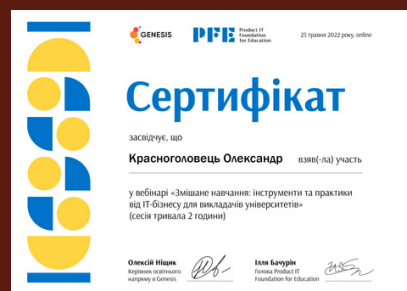 GENESIS
PFE Product IT Foundation for Education
25 травня 2022 року, online
Сертифікат
засвідчує, що
Красноголовець Олександр взяв(-ла) участь
у вебінарі «Змішане навчання: інструменти та практики
від ІТ-бізнесу для викладачів університетів»
(сесія тривала 2 години)
Олексій Ніщик
Керівник освітнього
напряму в Genesis
Ілля Бачурін
Голова Product IT
Foundation for Education